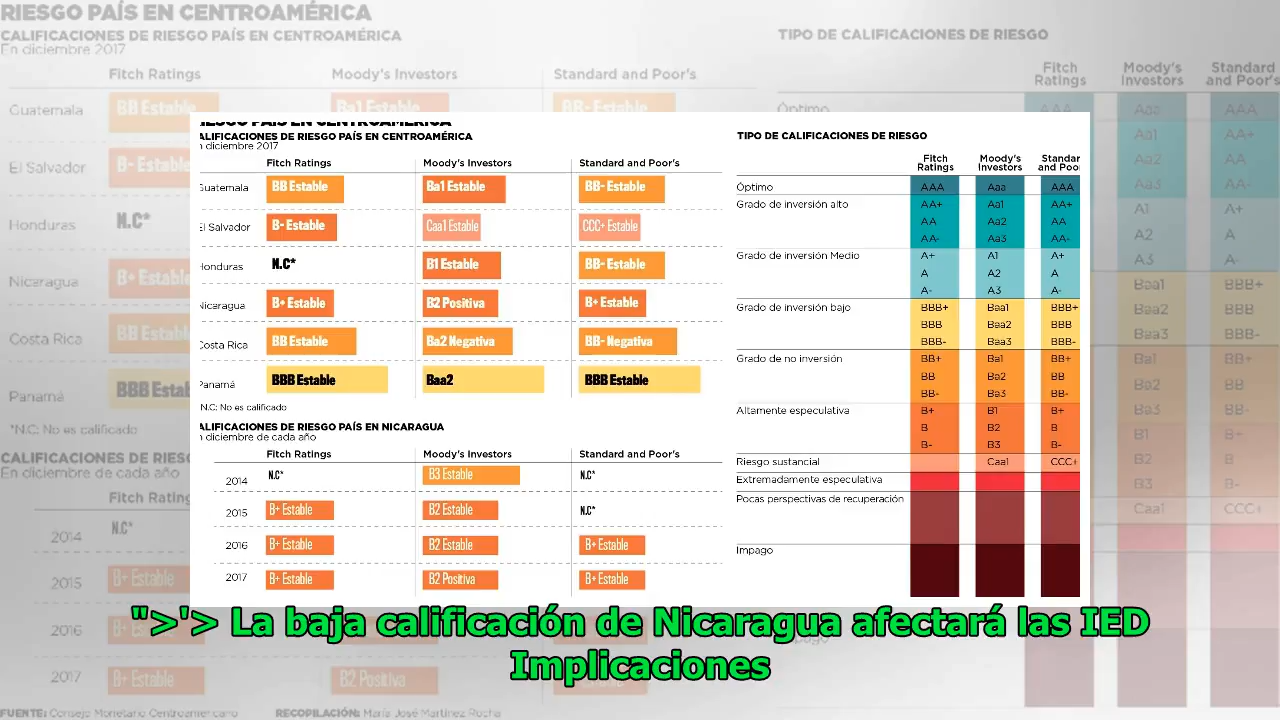 RIESGO PAÍS EN CENTROAMÉRICA
CALIFICACIONES DE RIESGO PAÍS EN CENTROAMÉRICA
En diciembre 2017
Fitch Ratings Moody's Investors Standard and Poor's
Guatemala BB Estable Ba1 Estable BB- Estable
El Salvador B- Estable Caa1 Estable CCC+ Estable
Honduras N.C* B1 Estable BB- Estable
Nicaragua B+ Estable B2 Positiva B+ Estable
Costa Rica BB Estable Ba2 Negativa BB- Negativa
Panamá BBB Estable Baa2 BBB Estable
*N.C: No es calificado
CALIFICACIONES DE RIESGO PAÍS EN NICARAGUA
En diciembre de cada año
Fitch Ratings Moody's Investors Standard and Poor's
2014 N.C* B3 Estable N.C*
2015 B+ Estable B2 Estable N.C*
2016 B+ Estable B2 Estable B+ Estable
2017 B+ Estable B2 Positiva B+ Estable
TIPO DE CALIFICACIONES DE RIESGO
Fitch Ratings Moody's Investors Standard and Poor's
Óptimo AAA Aaa AAA
Grado de inversión alto AA+ Aa1 AA+
AA Aa2 AA
AA- Aa3 AA-
Grado de inversión Medio A+ A1 A+
A A2 A
A- A3 A-
Grado de inversión bajo BBB+ Baa1 BBB+
BBB Baa2 BBB
BBB- Baa3 BBB-
Grado de no inversión BB+ Ba1 BB+
BB Ba2 BB
BB- Ba3 BB-
Altamente especulativa B+ B1 B+
B B2 B
B- B3 B-
Riesgo sustancial Caa1 CCC+
Extremadamente especulativa
Pocas perspectivas de recuperación
Impago
">'> La baja calificación de Nicaragua afectará las IED
Implicaciones
FUENTE: Consejo Monetario Centroamericano RECOPILACIÓN: María José Martínez Rocha